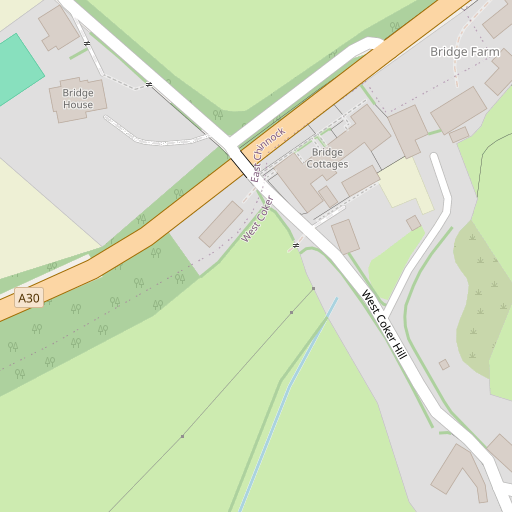 Bridge Farm
Bridge
House
East Chinnock
Bridge
Cottages
West Coker
A30
West Coker Hill